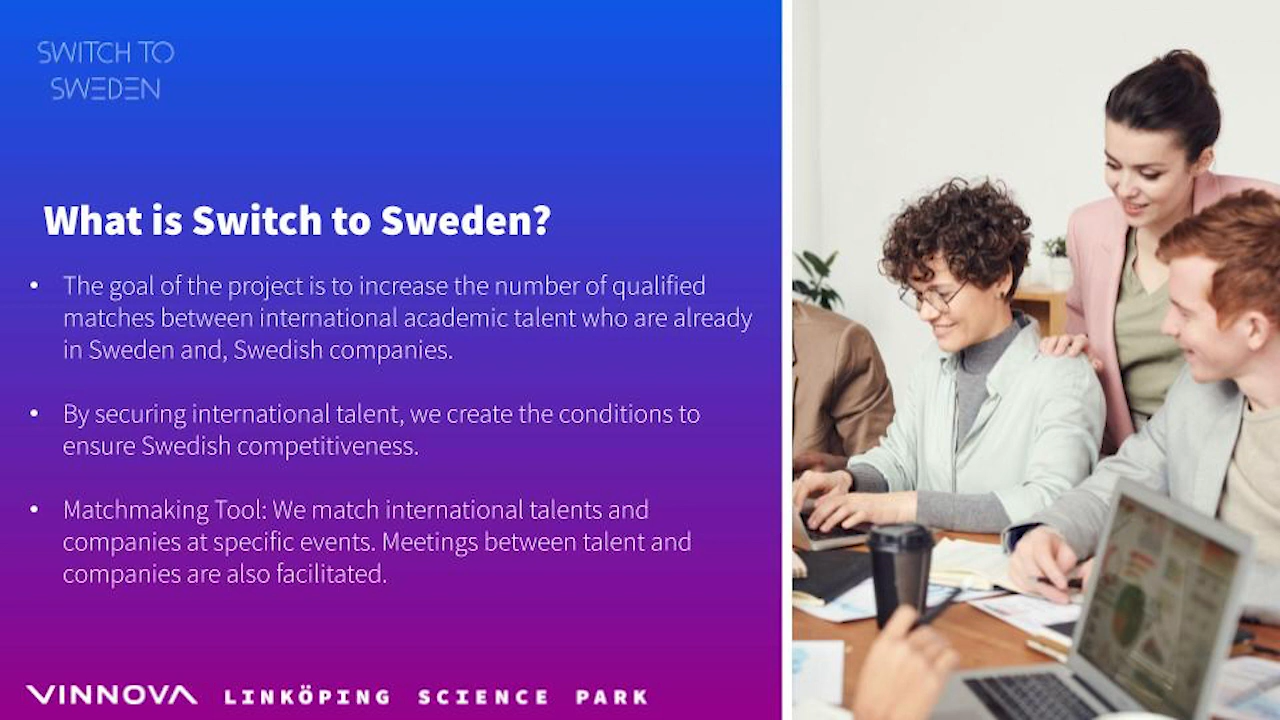 SWITCH TO
SWEDEN
What is Switch to Sweden?
• The goal of the project is to increase the number of qualified
matches between international academic talent who are already
in Sweden and, Swedish companies.
• By securing international talent, we create the conditions to
ensure Swedish competitiveness.
• Matchmaking Tool: We match international talents and
companies at specific events. Meetings between talent and
companies are also facilitated.
VINNOVA LINKÖPING SCIENCE PARK